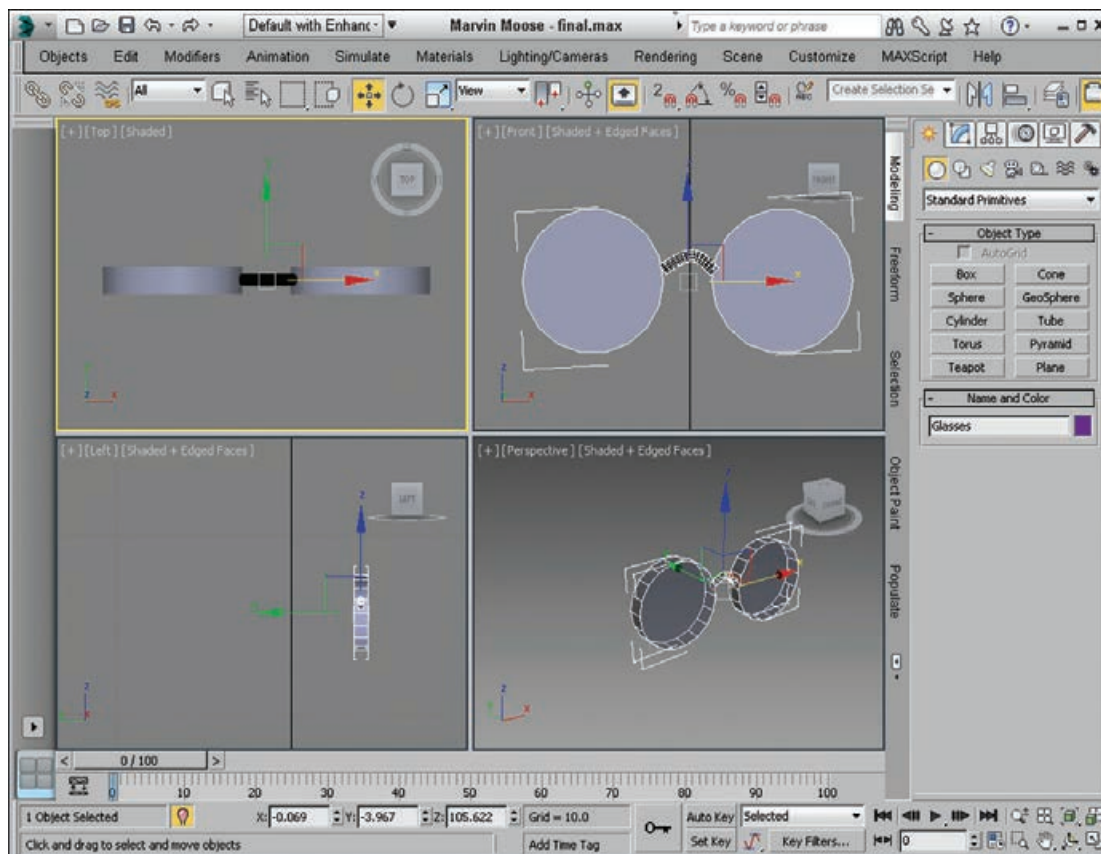 Default with Enhanc Marvin Moose - final.max Type a keyword or phrase
Objects Edit Modifiers Animation Simulate Materials Lighting/Cameras Rendering Scene Customize MAXScript Help
All View 2 % ABC Create Selection Se
[+][Top][Shaded]
TOP
[+][Front][Shaded + Edged Faces]
Modeling
Freeform
Selection
Object Paint
Populate
Standard Primitives
- Object Type
AutoGrid
Box Cone
Sphere GeoSphere
Cylinder Tube
Torus Pyramid
Teapot Plane
- Name and Color
Glasses
[+][Left][Shaded + Edged Faces]
LEFT
[+][Perspective][Shaded + Edged Faces]
< 0 / 100 >
0 10 20 30 40 50 60 70 80 90 100
1 Object Selected X: -0.069 Y: -3.967 Z: 105.622 Grid = 10.0 Auto Key Selected
Click and drag to select and move objects Add Time Tag Set Key Key Filters... 0